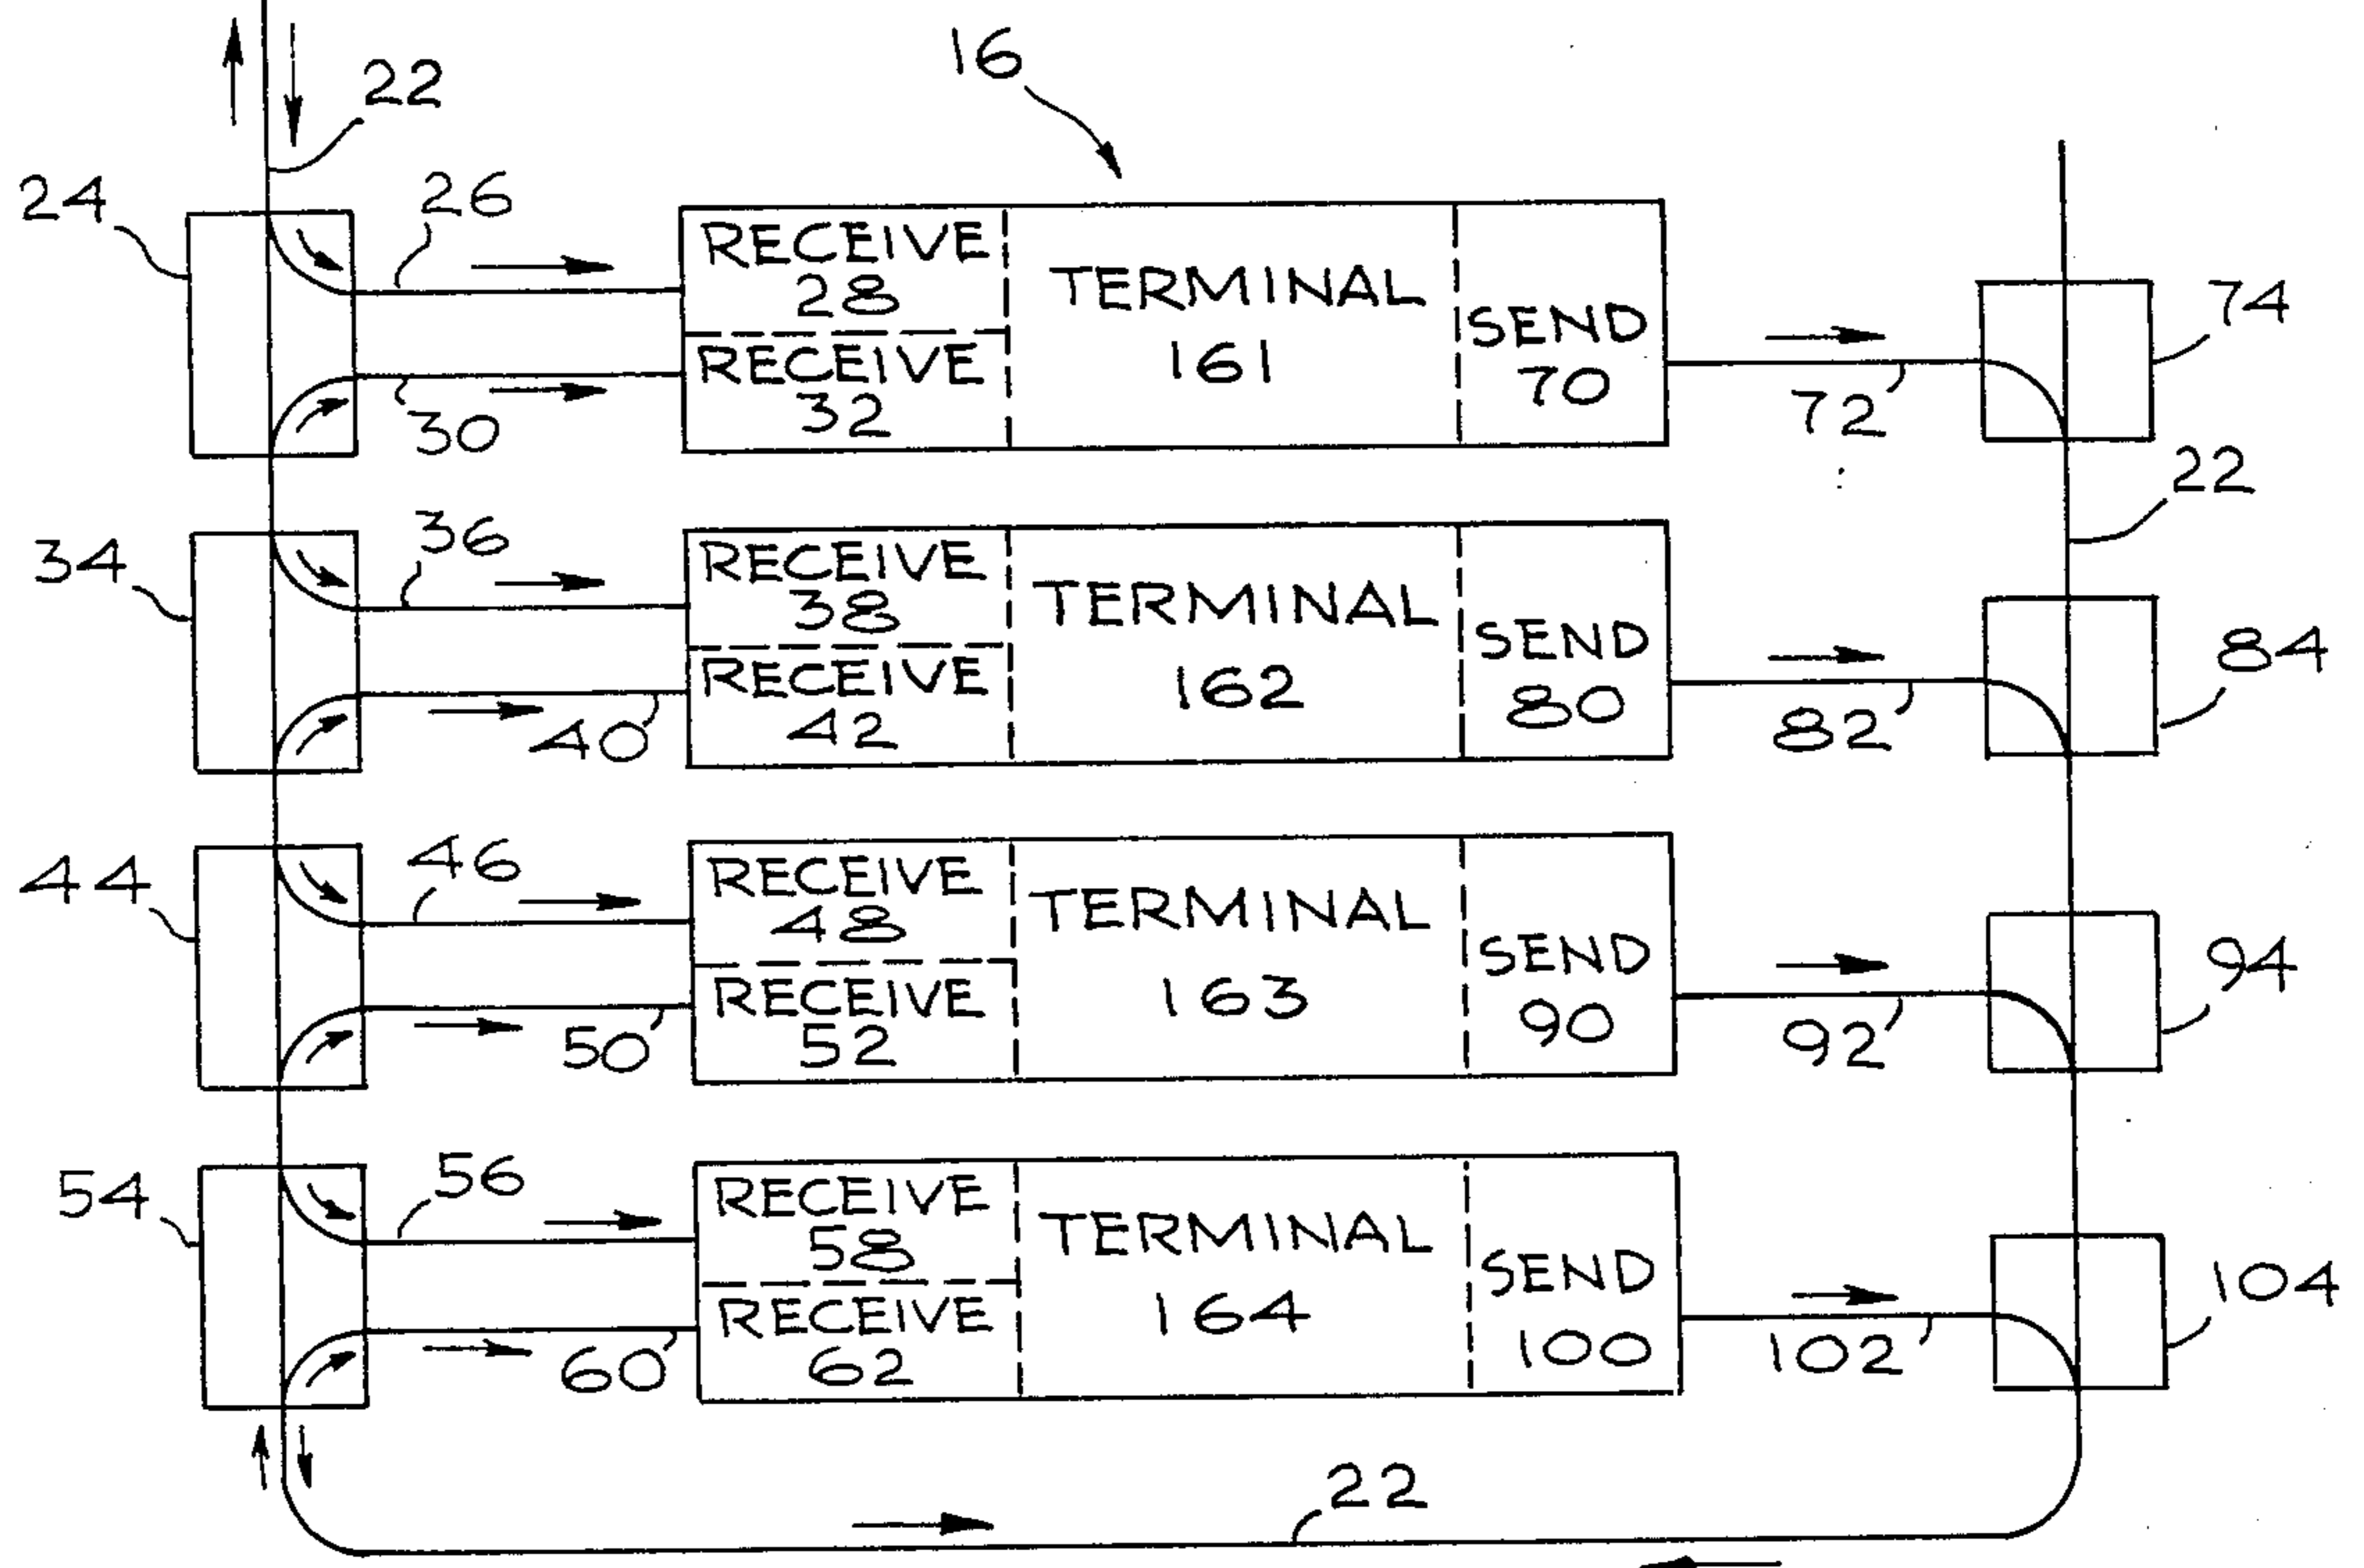 22
16
24
26
RECEIVE
28
TERMINAL
161
SEND
70
RECEIVE
32
30
72
74
22
34
36
RECEIVE
38
TERMINAL
162
SEND
80
RECEIVE
42
40
82
84
44
46
RECEIVE
48
TERMINAL
163
SEND
90
RECEIVE
52
50
92
94
54
56
RECEIVE
58
TERMINAL
164
SEND
100
RECEIVE
62
60
102
104
22